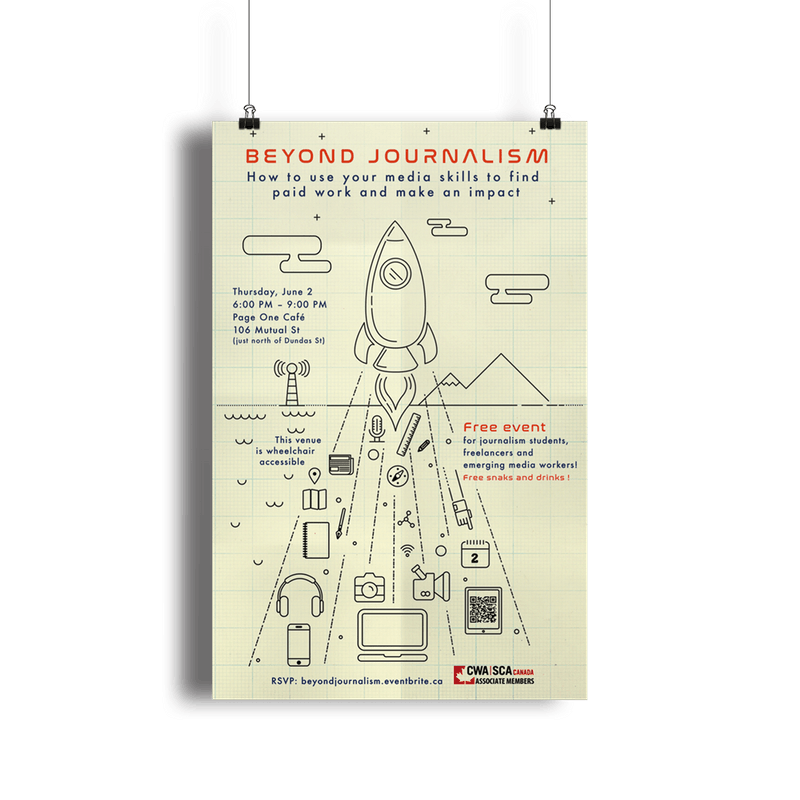 BEYOND JOURNALISM
How to use your media skills to find
paid work and make an impact
Thursday, June 2
6:00 PM – 9:00 PM
Page One Café
106 Mutual St
(just north of Dundas St)
This venue
is wheelchair
accessible
Free event
for journalism students,
freelancers and
emerging media workers!
Free snaks and drinks !
2
RSVP: beyondjournalism.eventbrite.ca
CWA|SCA CANADA
ASSOCIATE MEMBERS